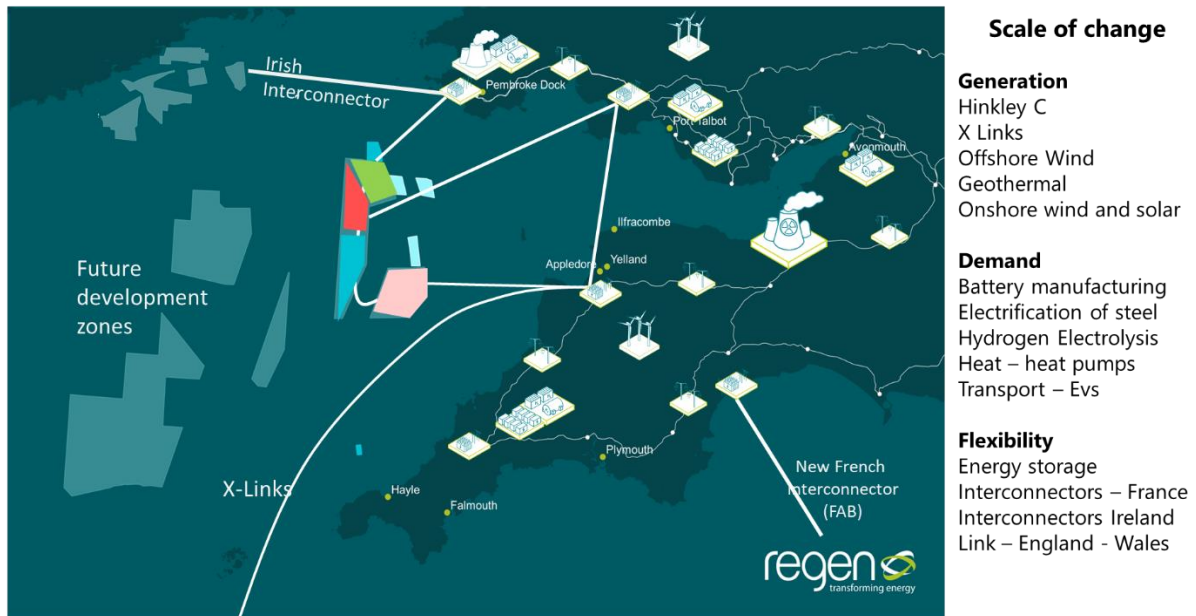 Irish
Interconnector
Pembroke Dock
Port Talbot
Avonmouth
Ilfracombe
Appledore
Yelland
Future
development
zones
X-Links
Hayle
Falmouth
Plymouth
New French
interconnector
(FAB)
regen
transforming energy
Scale of change
Generation
Hinkley C
X Links
Offshore Wind
Geothermal
Onshore wind and solar
Demand
Battery manufacturing
Electrification of steel
Hydrogen Electrolysis
Heat – heat pumps
Transport – Evs
Flexibility
Energy storage
Interconnectors – France
Interconnectors Ireland
Link – England - Wales